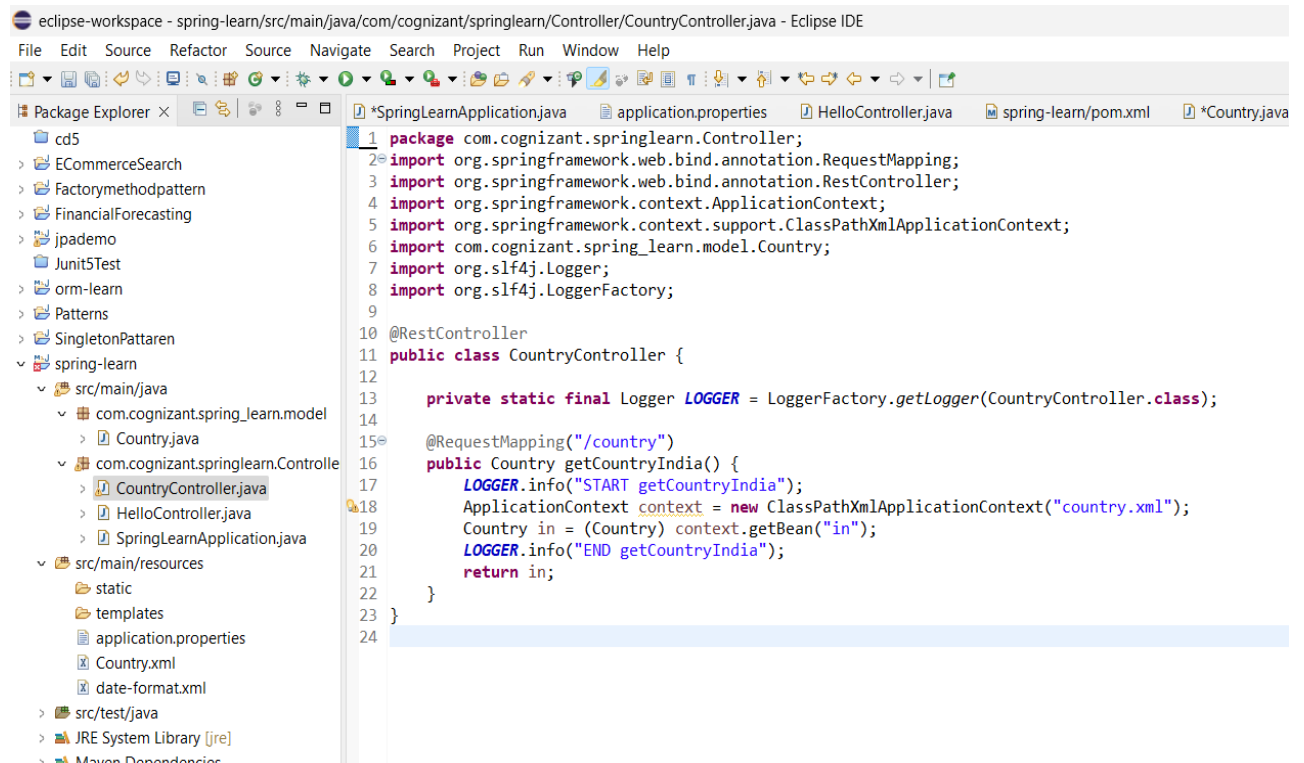 eclipse-workspace - spring-learn/src/main/java/com/cognizant/springlearn/Controller/CountryController.java - Eclipse IDE
File Edit Source Refactor Source Navigate Search Project Run Window Help
Package Explorer
*SpringLearnApplication.java application.properties HelloController.java spring-learn/pom.xml *Country.java
cd5
ECommerceSearch
Factorymethodpattern
FinancialForecasting
jpademo
Junit5Test
orm-learn
Patterns
SingletonPattaren
spring-learn
src/main/java
com.cognizant.spring_learn.model
Country.java
com.cognizant.springlearn.Controlle
CountryController.java
HelloController.java
SpringLearnApplication.java
src/main/resources
static
templates
application.properties
Country.xml
date-format.xml
src/test/java
JRE System Library [jre]
Maven Dependencies
1 package com.cognizant.springlearn.Controller;
2 import org.springframework.web.bind.annotation.RequestMapping;
3 import org.springframework.web.bind.annotation.RestController;
4 import org.springframework.context.ApplicationContext;
5 import org.springframework.context.support.ClassPathXmlApplicationContext;
6 import com.cognizant.spring_learn.model.Country;
7 import org.slf4j.Logger;
8 import org.slf4j.LoggerFactory;
9
10 @RestController
11 public class CountryController {
12
13 private static final Logger LOGGER = LoggerFactory.getLogger(CountryController.class);
14
15 @RequestMapping("/country")
16 public Country getCountryIndia() {
17 LOGGER.info("START getCountryIndia");
18 ApplicationContext context = new ClassPathXmlApplicationContext("country.xml");
19 Country in = (Country) context.getBean("in");
20 LOGGER.info("END getCountryIndia");
21 return in;
22 }
23 }
24